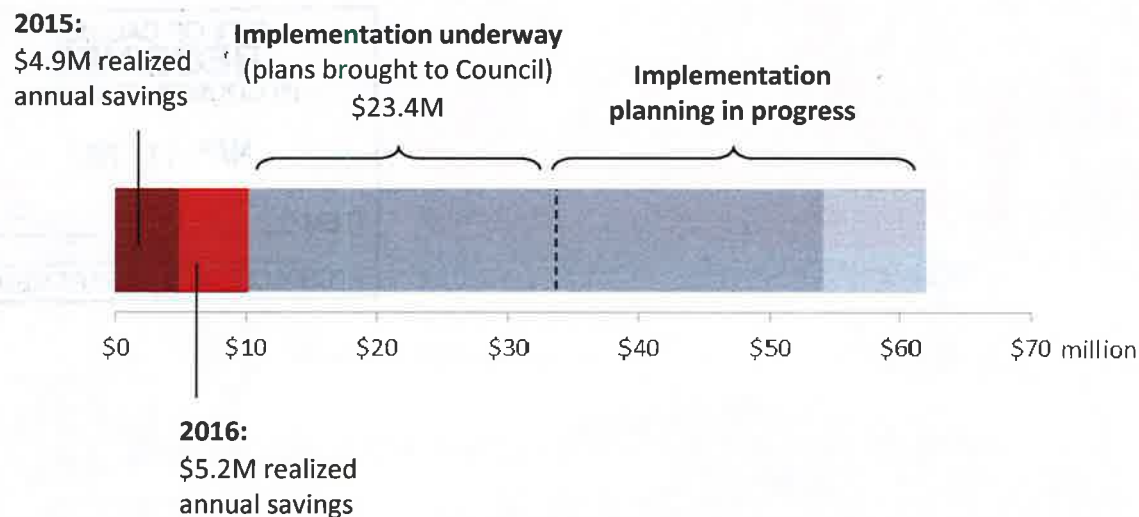 2015:
$4.9M realized
annual savings
Implementation underway
(plans brought to Council)
$23.4M
Implementation
planning in progress
$0 $10 $20 $30 $40 $50 $60 $70 million
2016:
$5.2M realized
annual savings